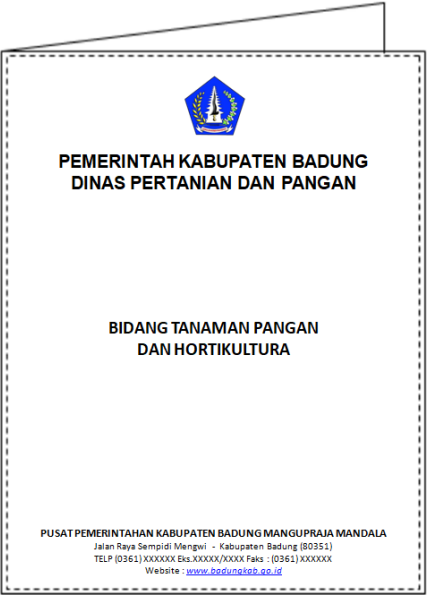 PEMERINTAH KABUPATEN BADUNG
DINAS PERTANIAN DAN PANGAN
BIDANG TANAMAN PANGAN
DAN HORTIKULTURA
PUSAT PEMERINTAHAN KABUPATEN BADUNG MANGUPRAJA MANDALA
Jalan Raya Sempidi Mengwi - Kabupaten Badung (80351)
TELP (0361) XXXXXX Eks.XXXXX/XXXX Faks : (0361) XXXXXX
Website : www.badungkab.go.id